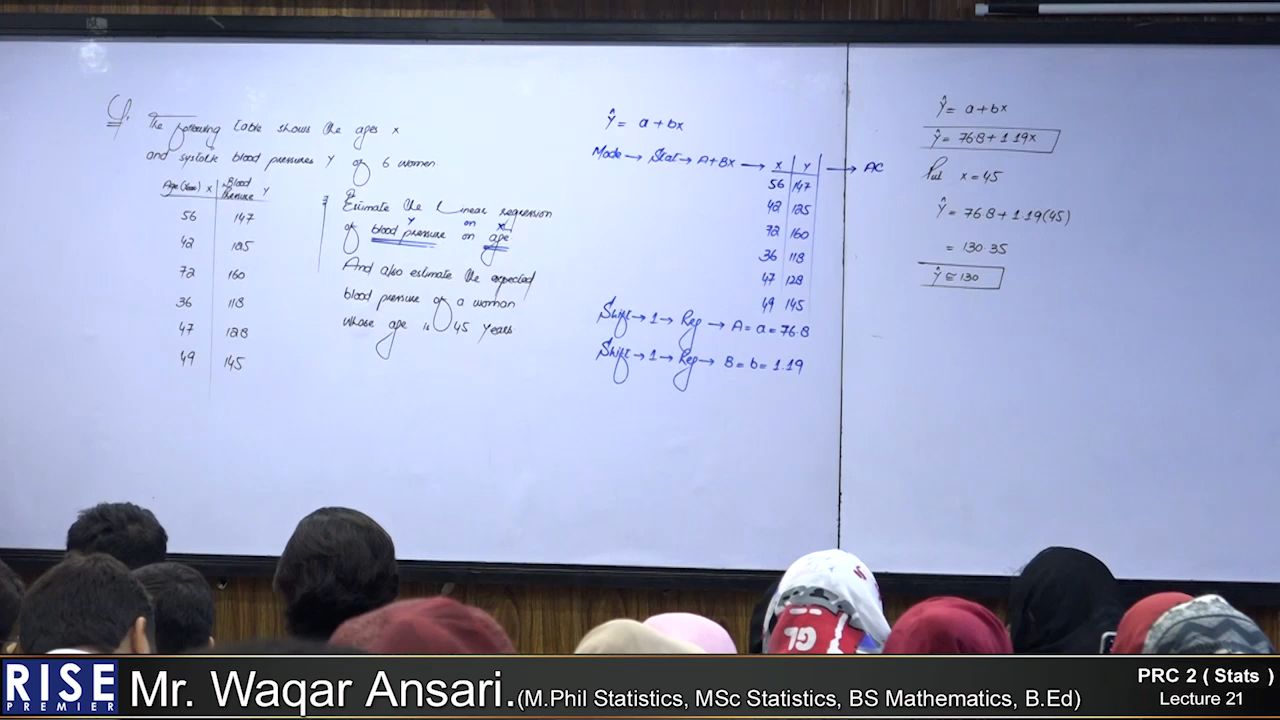 Q.
The following table shows the ages x
and systolic blood pressures Y of 6 women
Age (Years) X | Blood Pressure Y
56 147
42 125
72 160
36 118
47 128
49 145
Estimate the Linear regression
Y on X
of blood pressure on age
And also estimate the expected
blood pressure of a woman
whose age is 45 years
Ŷ = a + bx
Mode → Stat → A+BX → X Y → AC
56 147
42 125
72 160
36 118
47 128
49 145
Shift → 1 → Reg → A = a = 76.8
Shift → 1 → Reg → B = b = 1.19
Ŷ = a + bx
Ŷ = 76.8 + 1.19x
Put x = 45
Ŷ = 76.8 + 1.19(45)
= 130.35
Ŷ ≅ 130
GL
RISE
PREMIER
Mr. Waqar Ansari.(M.Phil Statistics, MSc Statistics, BS Mathematics, B.Ed)
PRC 2 ( Stats )
Lecture 21